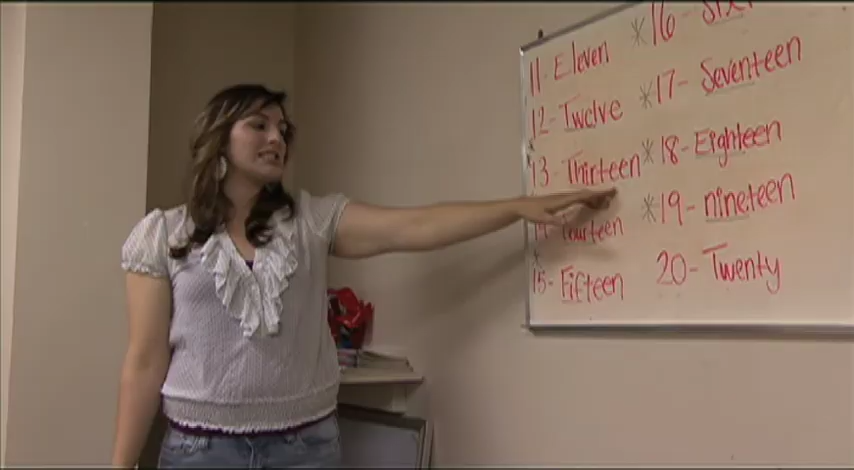 11 - Eleven
12 - Twelve
13 - Thirteen
14 - Fourteen
15 - Fifteen
* 16 -
* 17 - Seventeen
* 18 - Eighteen
* 19 - nineteen
20 - Twenty